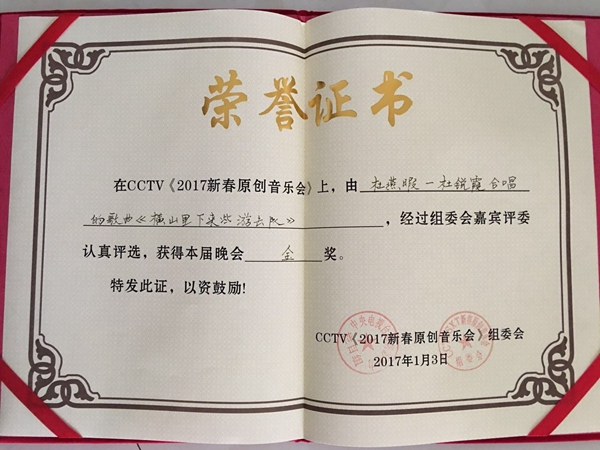 荣誉证书
在CCTV《2017新春原创音乐会》上，由 杜燕 一杜锐霞合唱
的歌曲《横山里下来些游击队》，经过组委会嘉宾评委
认真评选，获得本届晚会 金 奖。
特发此证，以资鼓励!
CCTV《2017新春原创音乐会》组委会
2017年1月3日